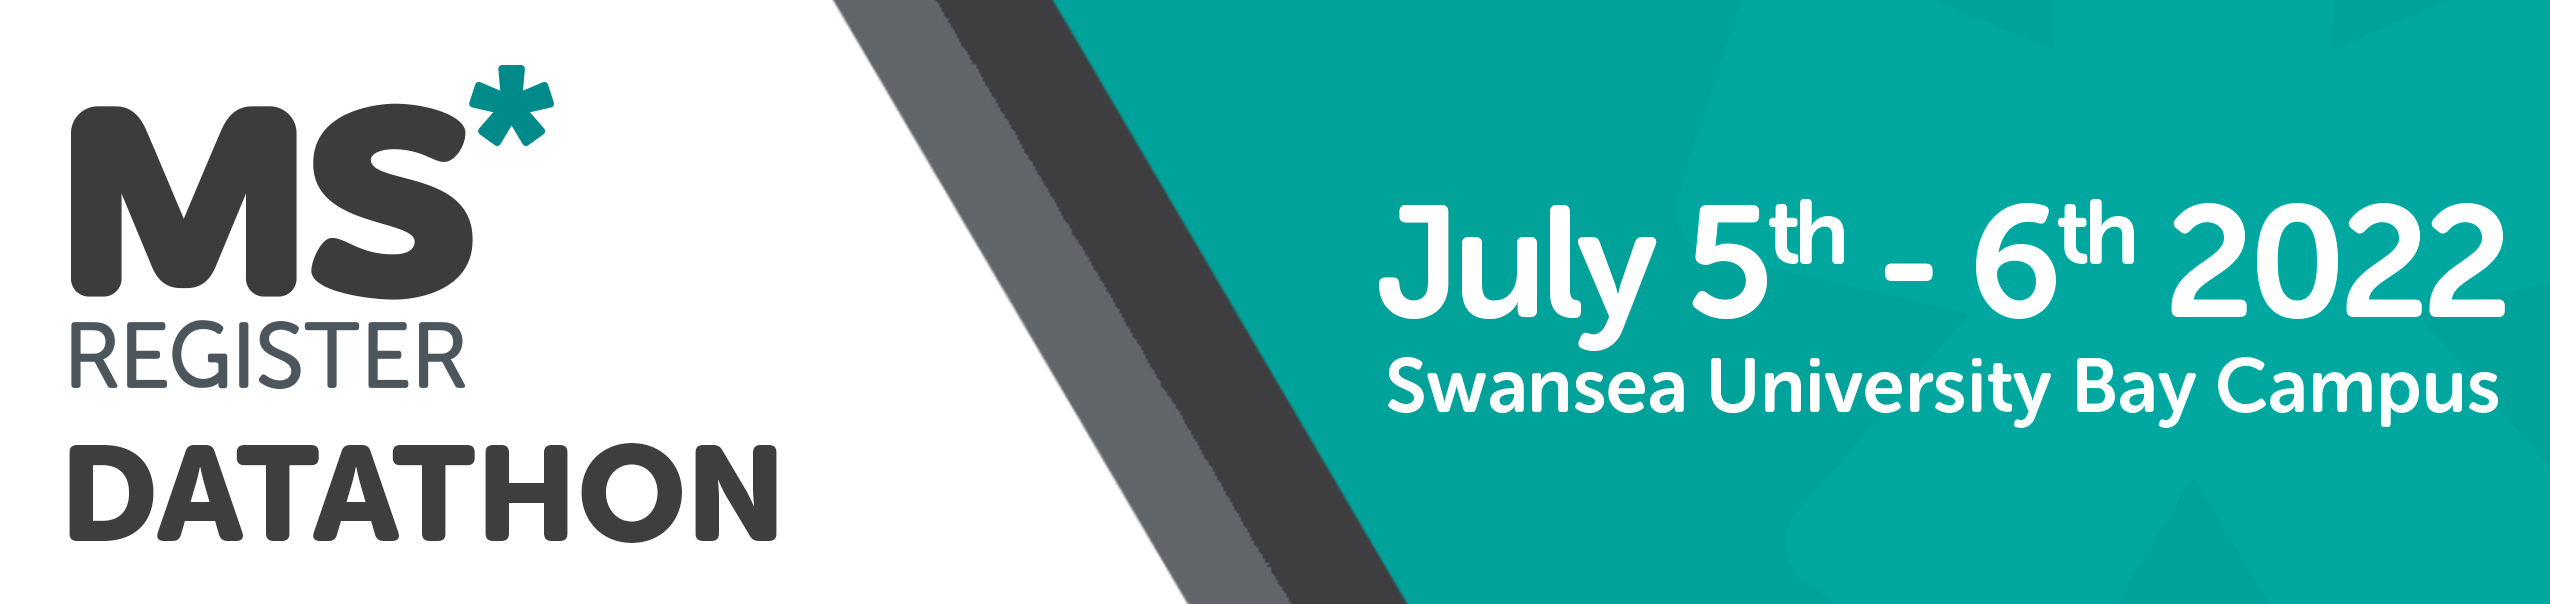 MS*
REGISTER
DATATHON
July 5th - 6th 2022
Swansea University Bay Campus